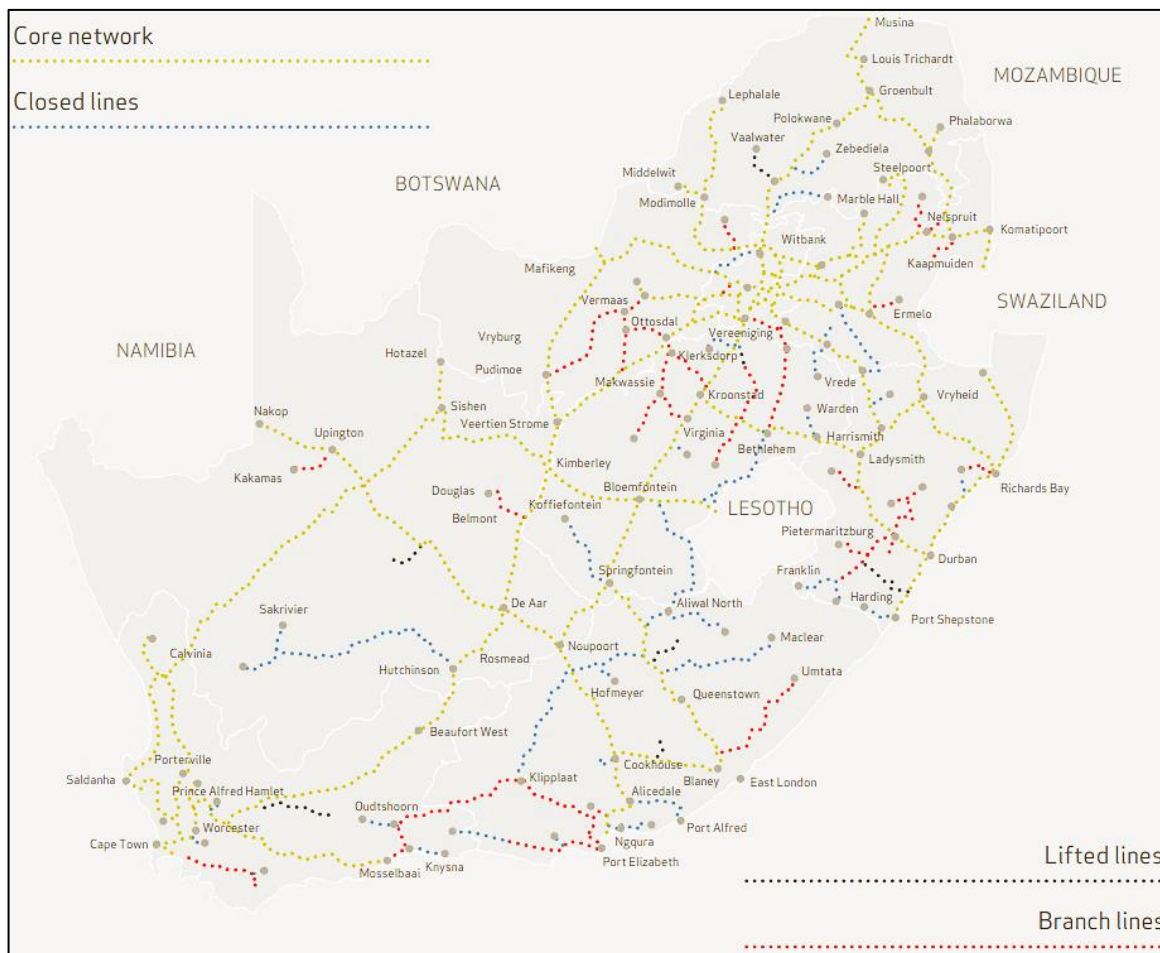 Core network
Closed lines
Musina
Louis Trichardt
MOZAMBIQUE
Groenbult
Lephalale
Polokwane
Phalaborwa
Vaalwater
Zebediela
Steelpoort
Middelwit
BOTSWANA
Modimolle
Marble Hall
Nelspruit
Witbank
Komatipoort
Kaapmuiden
Mafikeng
SWAZILAND
Vermaas
Ermelo
Ottosdal
Vereeniging
Vryburg
NAMIBIA
Hotazel
Klerksdorp
Pudimoe
Makwassie
Vrede
Kroonstad
Vryheid
Nakop
Sishen
Warden
Veertien Strome
Upington
Virginia
Harrismith
Bethlehem
Ladysmith
Kimberley
Kakamas
Bloemfontein
Richards Bay
Douglas
Koffiefontein
LESOTHO
Belmont
Pietermaritzburg
Durban
Springfontein
Franklin
De Aar
Aliwal North
Harding
Sakrivier
Port Shepstone
Maclear
Noupoort
Calvinia
Rosmead
Hutchinson
Umtata
Hofmeyer
Queenstown
Beaufort West
Porterville
Cookhouse
Saldanha
Klipplaat
Blaney
East London
Prince Alfred Hamlet
Alicedale
Oudtshoorn
Worcester
Port Alfred
Cape Town
Ngqura
Knysna
Port Elizabeth
Mosselbaai
Lifted lines
Branch lines